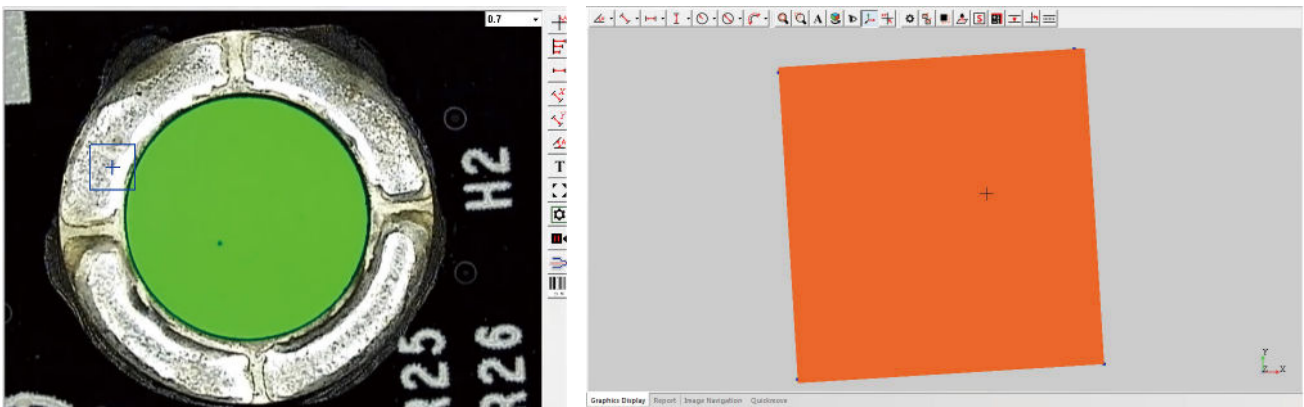 0.7
H2
R25
R26
T
A
S
Y
Z X
Graphics Display Report Image Navigation Quickmove